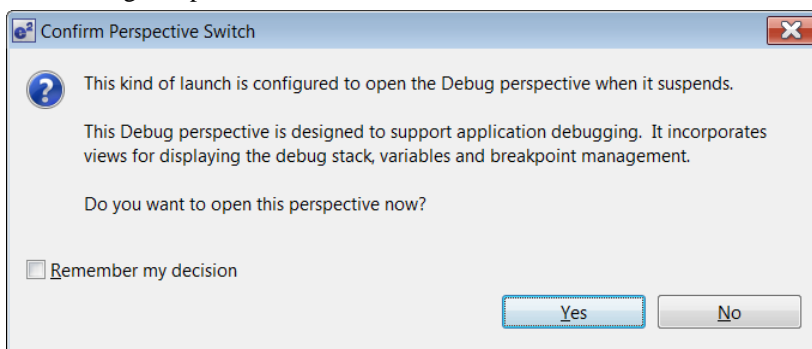 e²
Confirm Perspective Switch
This kind of launch is configured to open the Debug perspective when it suspends.
This Debug perspective is designed to support application debugging. It incorporates
views for displaying the debug stack, variables and breakpoint management.
Do you want to open this perspective now?
Remember my decision
Yes
No